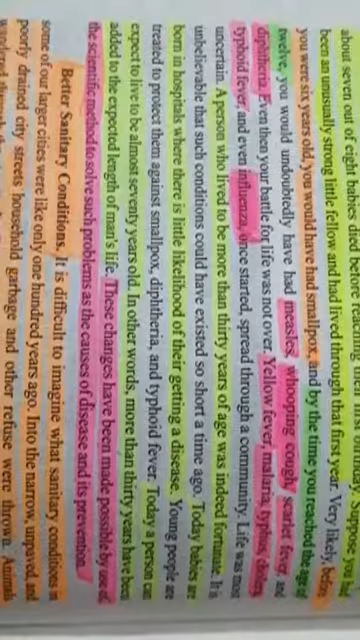 about seven out of eight babies died before reaching their first birthday. Suppose you had
been an unusually strong little fellow and had lived through that first year. Very likely, before
you were six years old, you would have had smallpox, and by the time you reached the age of
twelve, you would undoubtedly have had measles, whooping cough, scarlet fever, and
diphtheria. Even then your battle for life was not over. Yellow fever, malaria, typhus, cholera,
typhoid fever, and even influenza, once started, spread through a community. Life was most
uncertain. A person who lived to be more than thirty years of age was indeed fortunate. It is
unbelievable that such conditions could have existed so short a time ago. Today babies are
born in hospitals where there is little likelihood of their getting a disease. Young people are
treated to protect them against smallpox, diphtheria, and typhoid fever. Today a person can
expect to live to be almost seventy years old. In other words, more than thirty years have been
added to the expected length of man's life. These changes have been made possible by use of
the scientific method to solve such problems as the causes of disease and its prevention.
Better Sanitary Conditions. It is difficult to imagine what sanitary conditions in
some of our larger cities were like only one hundred years ago. Into the narrow, unpaved, and
poorly drained city streets household garbage and other refuse were thrown. Animals
wandered through the